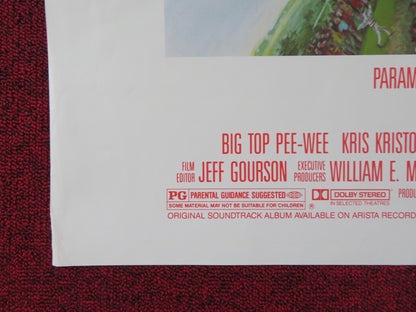 PARAM
BIG TOP PEE-WEE KRIS KRISTO
FILM EDITOR JEFF GOURSON EXECUTIVE PRODUCERS WILLIAM E. M
PG PARENTAL GUIDANCE SUGGESTED
SOME MATERIAL MAY NOT BE SUITABLE FOR CHILDREN ®
DOLBY STEREO
IN SELECTED THEATRES
PRODU
ORIGINAL SOUNDTRACK ALBUM AVAILABLE ON ARISTA RECORD